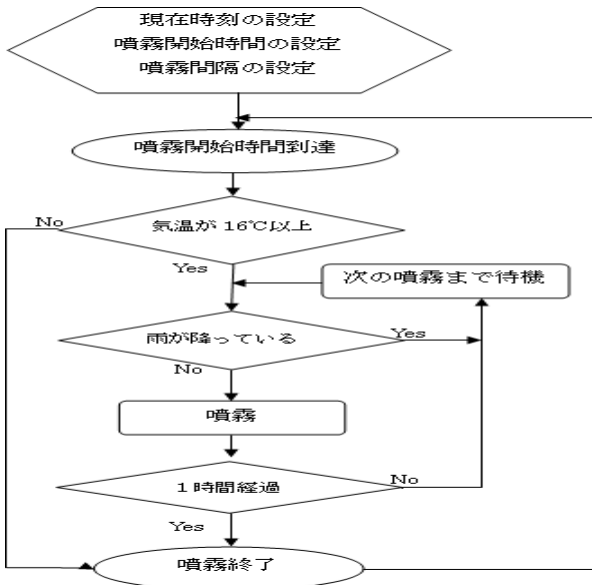 現在時刻の設定
噴霧開始時間の設定
噴霧間隔の設定
噴霧開始時間到達
気温が 16℃以上
No
Yes
次の噴霧まで待機
雨が降っている
Yes
No
噴霧
1時間経過
No
Yes
噴霧終了